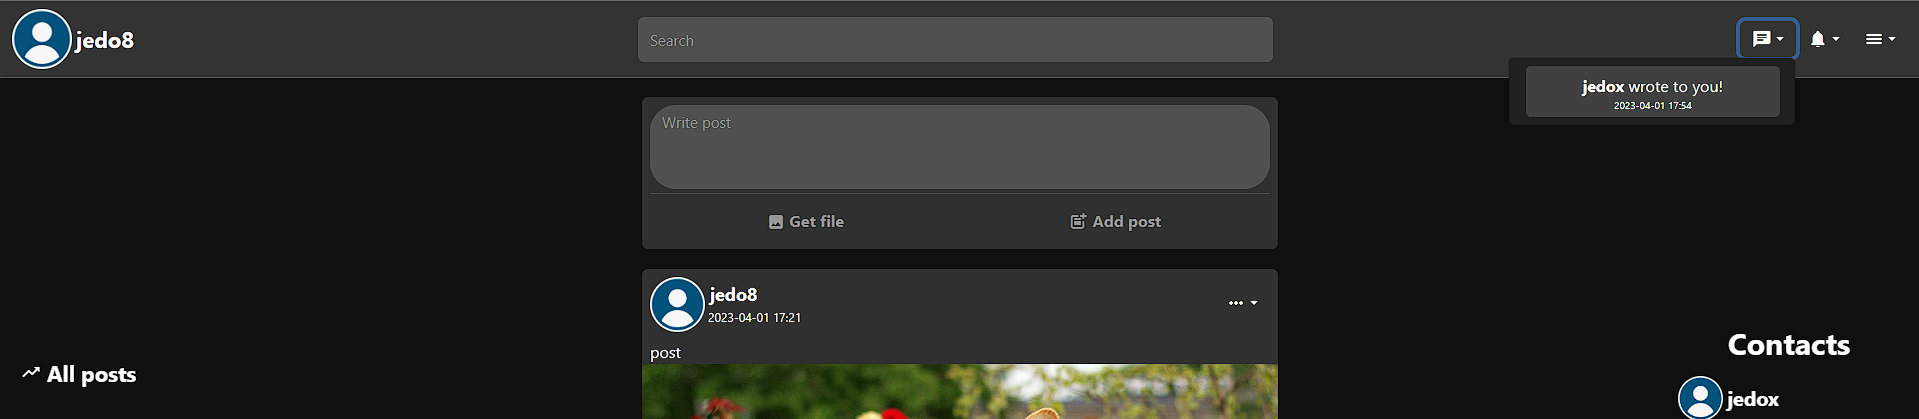 jedo8
Search
jedox wrote to you!
2023-04-01 17:54
Write post
Get file
Add post
jedo8
2023-04-01 17:21
post
All posts
Contacts
jedox